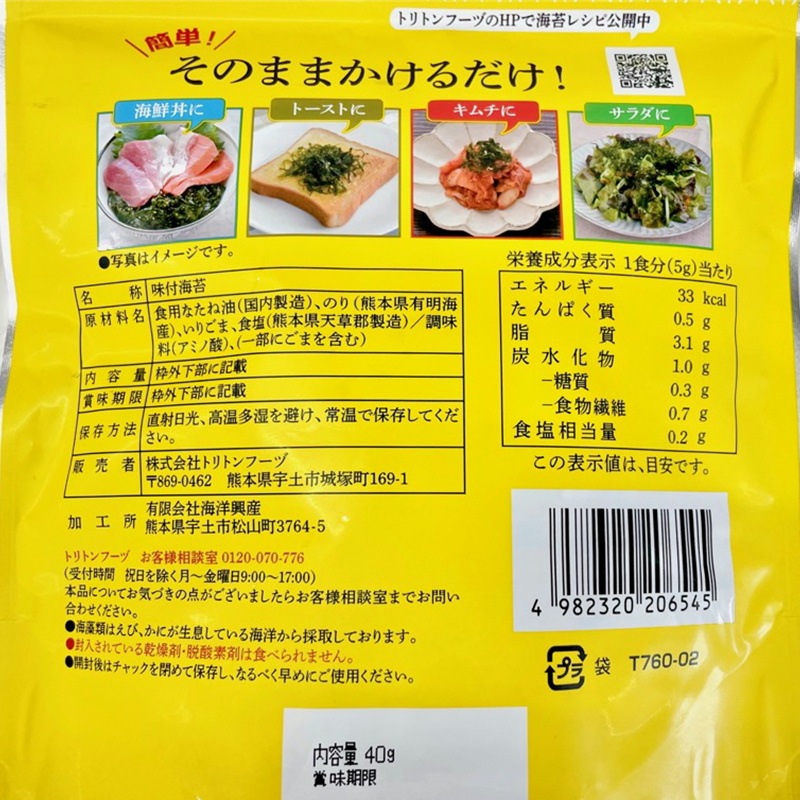 トリトンフーヅのHPで海苔レシピ公開中
簡単!
そのままかけるだけ!
海鮮丼に
トーストに
キムチに
サラダに
●写真はイメージです。
名称 味付海苔
原材料名 食用なたね油(国内製造)、のり(熊本県有明海
産)、いりごま、食塩(熊本県天草郡製造)/調味
料(アミノ酸)、(一部にごまを含む)
内容量 枠外下部に記載
賞味期限 枠外下部に記載
保存方法 直射日光、高温多湿を避け、常温で保存してくだ
さい。
販売者 株式会社トリトンフーヅ
〒869-0462 熊本県宇土市城塚町169-1
加工所 有限会社海洋興産
熊本県宇土市松山町3764-5
トリトンフーヅ お客様相談室 0120-070-776
(受付時間 祝日を除く月～金曜日9:00～17:00)
本品についてお気づきの点がございましたらお客様相談室までお問い
合わせください。
●海藻類はえび、かにが生息している海洋から採取しております。
●封入されている乾燥剤・脱酸素剤は食べられません。
●開封後はチャックを閉めて保存し、なるべく早めにご使用ください。
栄養成分表示 1食分(5g)当たり
エネルギー 33 kcal
たんぱく質 0.5 g
脂質 3.1 g
炭水化物 1.0 g
−糖質 0.3 g
−食物繊維 0.7 g
食塩相当量 0.2 g
この表示値は、目安です。
4 982320 206545
プラ 袋 T760-02
内容量 40g
賞味期限